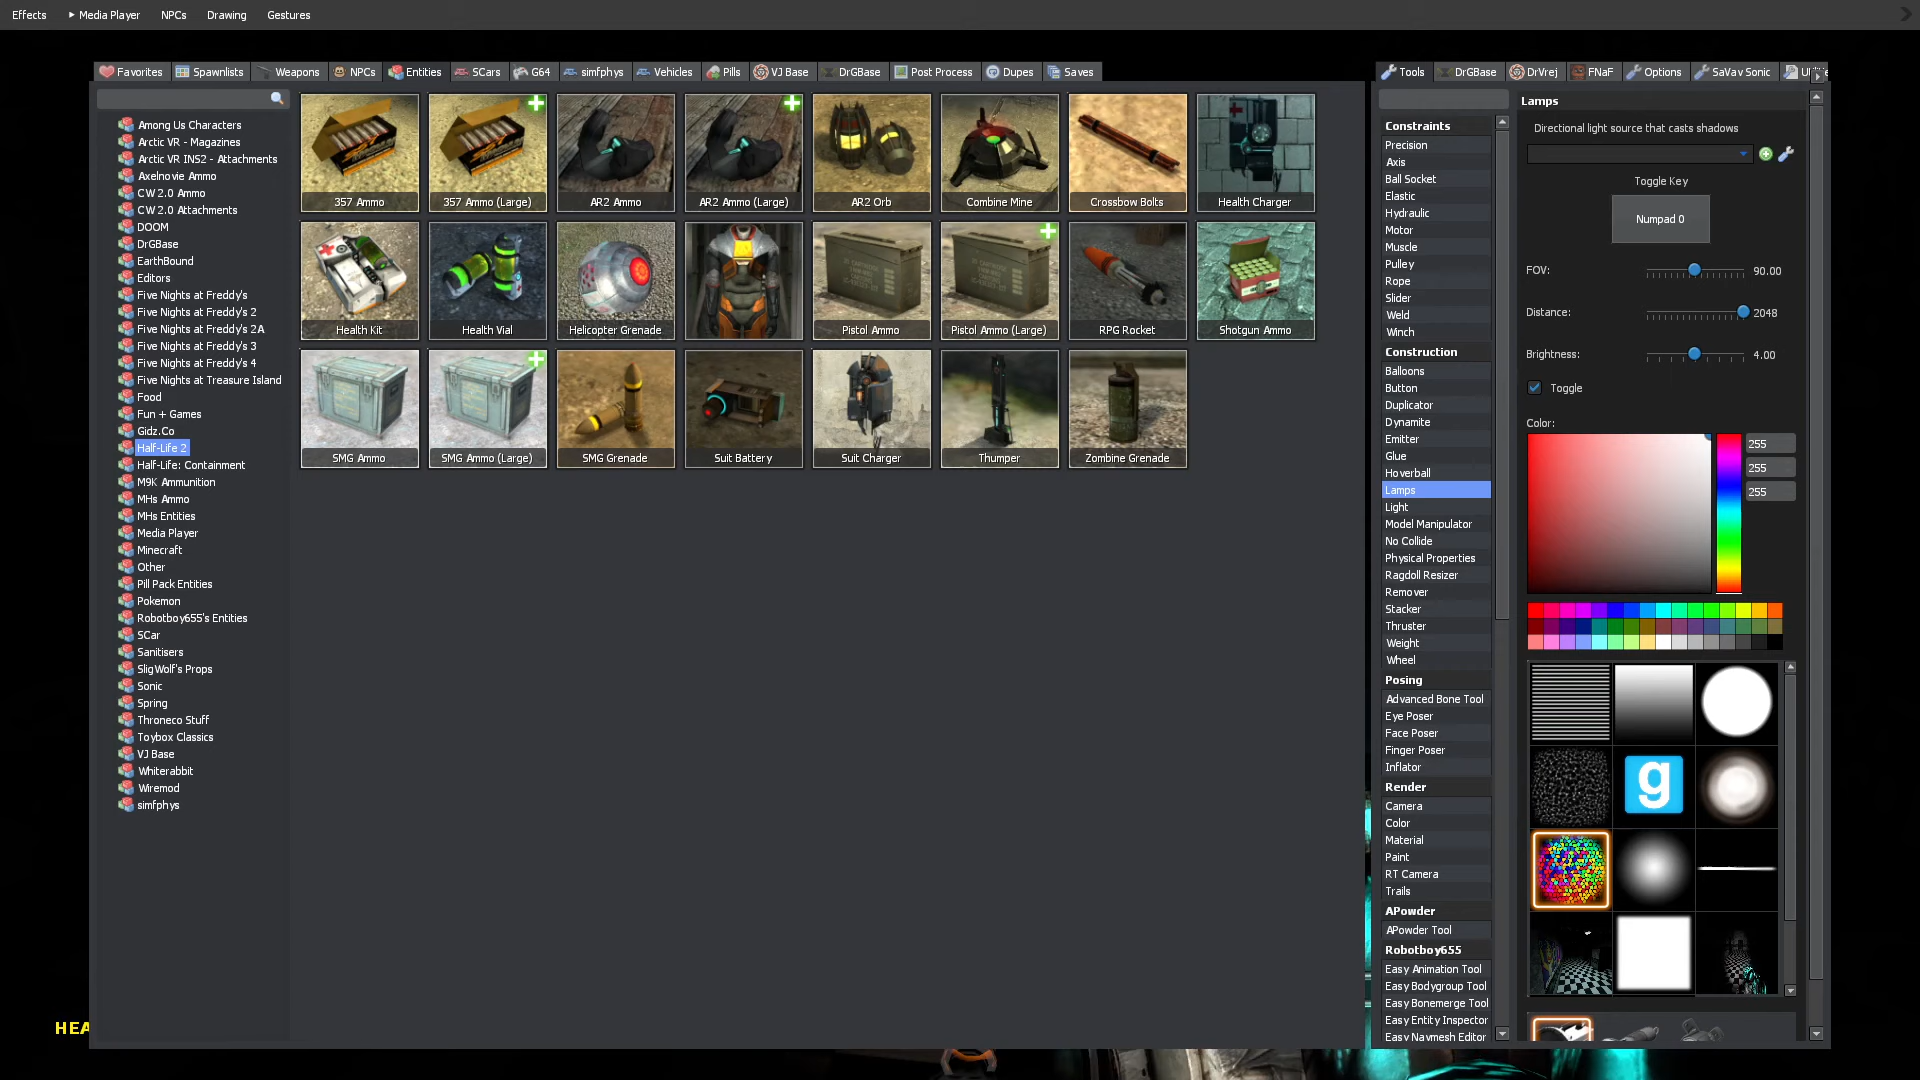 Effects
Media Player
NPCs
Drawing
Gestures
Favorites
Spawnlists
Weapons
NPCs
Entities
SCars
G64
simfphys
Vehicles
Pills
VJ Base
DrGBase
Post Process
Dupes
Saves
Among Us Characters
Arctic VR - Magazines
Arctic VR INS2 - Attachments
Axelnovie Ammo
CW 2.0 Ammo
CW 2.0 Attachments
DOOM
DrGBase
EarthBound
Editors
Five Nights at Freddy's
Five Nights at Freddy's 2
Five Nights at Freddy's 2A
Five Nights at Freddy's 3
Five Nights at Freddy's 4
Five Nights at Treasure Island
Food
Fun + Games
Gidz.Co
Half-Life 2
Half-Life: Containment
M9K Ammunition
MHs Ammo
MHs Entities
Media Player
Minecraft
Other
Pill Pack Entities
Pokemon
Robotboy655's Entities
SCar
Sanitisers
SligWolf's Props
Sonic
Spring
Throneco Stuff
Toybox Classics
VJ Base
Whiterabbit
Wiremod
simfphys
357 Ammo
357 Ammo (Large)
AR2 Ammo
AR2 Ammo (Large)
AR2 Orb
Combine Mine
Crossbow Bolts
Health Charger
Health Kit
Health Vial
Helicopter Grenade
Pistol Ammo
Pistol Ammo (Large)
RPG Rocket
Shotgun Ammo
SMG Ammo
SMG Ammo (Large)
SMG Grenade
Suit Battery
Suit Charger
Thumper
Zombine Grenade
Tools
DrGBase
DrVrej
FNaF
Options
SaVav Sonic
Constraints
Precision
Axis
Ball Socket
Elastic
Hydraulic
Motor
Muscle
Pulley
Rope
Slider
Weld
Winch
Construction
Balloons
Button
Duplicator
Dynamite
Emitter
Glue
Hoverball
Lamps
Light
Model Manipulator
No Collide
Physical Properties
Ragdoll Resizer
Remover
Stacker
Thruster
Weight
Wheel
Posing
Advanced Bone Tool
Eye Poser
Face Poser
Finger Poser
Inflator
Render
Camera
Color
Material
Paint
RT Camera
Trails
APowder
APowder Tool
Robotboy655
Easy Animation Tool
Easy Bodygroup Tool
Easy Bonemerge Tool
Easy Entity Inspector
Easy Navmesh Editor
Lamps
Directional light source that casts shadows
Toggle Key
Numpad 0
FOV: 90.00
Distance: 2048
Brightness: 4.00
Toggle
Color:
255
255
255
g
HEA